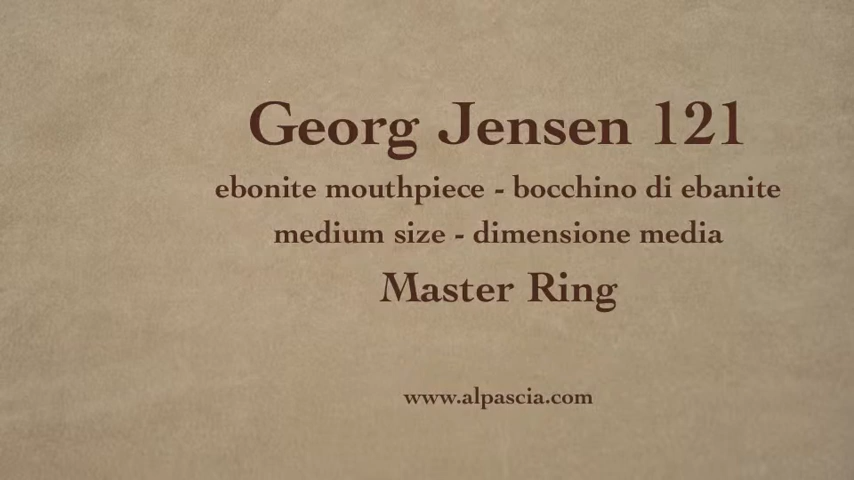 Georg Jensen 121
ebonite mouthpiece - bocchino di ebanite
medium size - dimensione media
Master Ring
www.alpascia.com